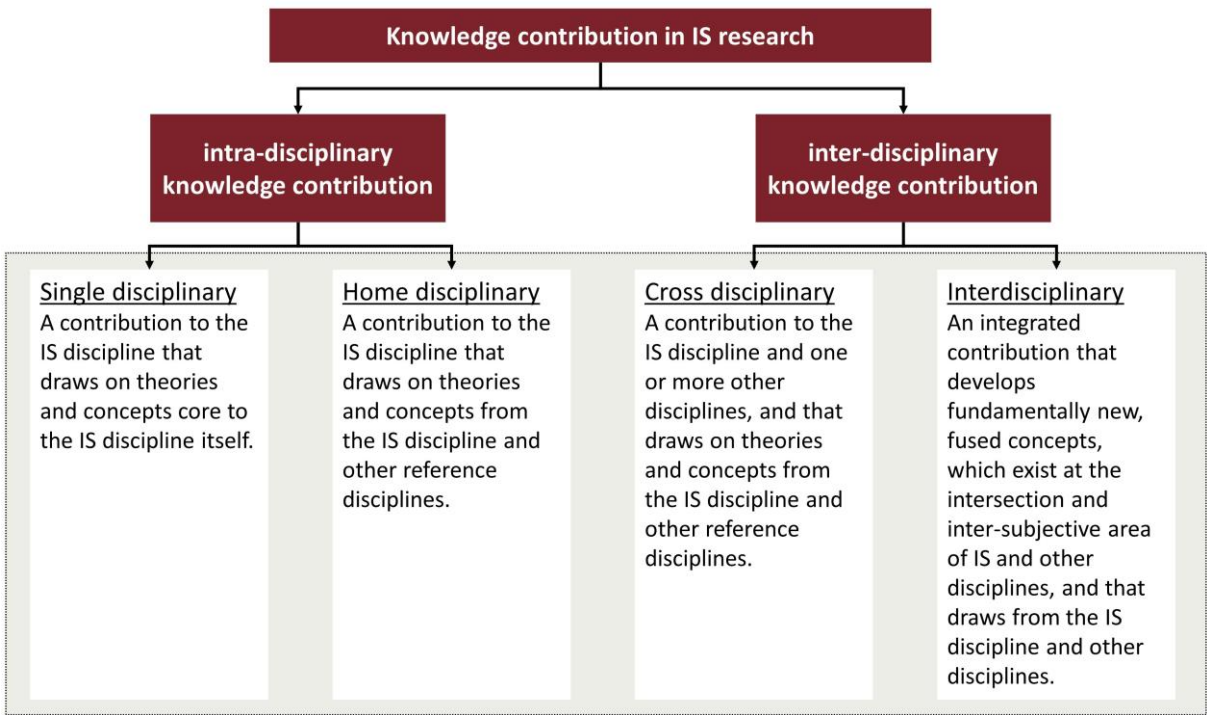 Knowledge contribution in IS research
intra-disciplinary
knowledge contribution
inter-disciplinary
knowledge contribution
Single disciplinary
A contribution to the
IS discipline that
draws on theories
and concepts core to
the IS discipline itself.
Home disciplinary
A contribution to the
IS discipline that
draws on theories
and concepts from
the IS discipline and
other reference
disciplines.
Cross disciplinary
A contribution to the
IS discipline and one
or more other
disciplines, and that
draws on theories
and concepts from
the IS discipline and
other reference
disciplines.
Interdisciplinary
An integrated
contribution that
develops
fundamentally new,
fused concepts,
which exist at the
intersection and
inter-subjective area
of IS and other
disciplines, and that
draws from the IS
discipline and other
disciplines.